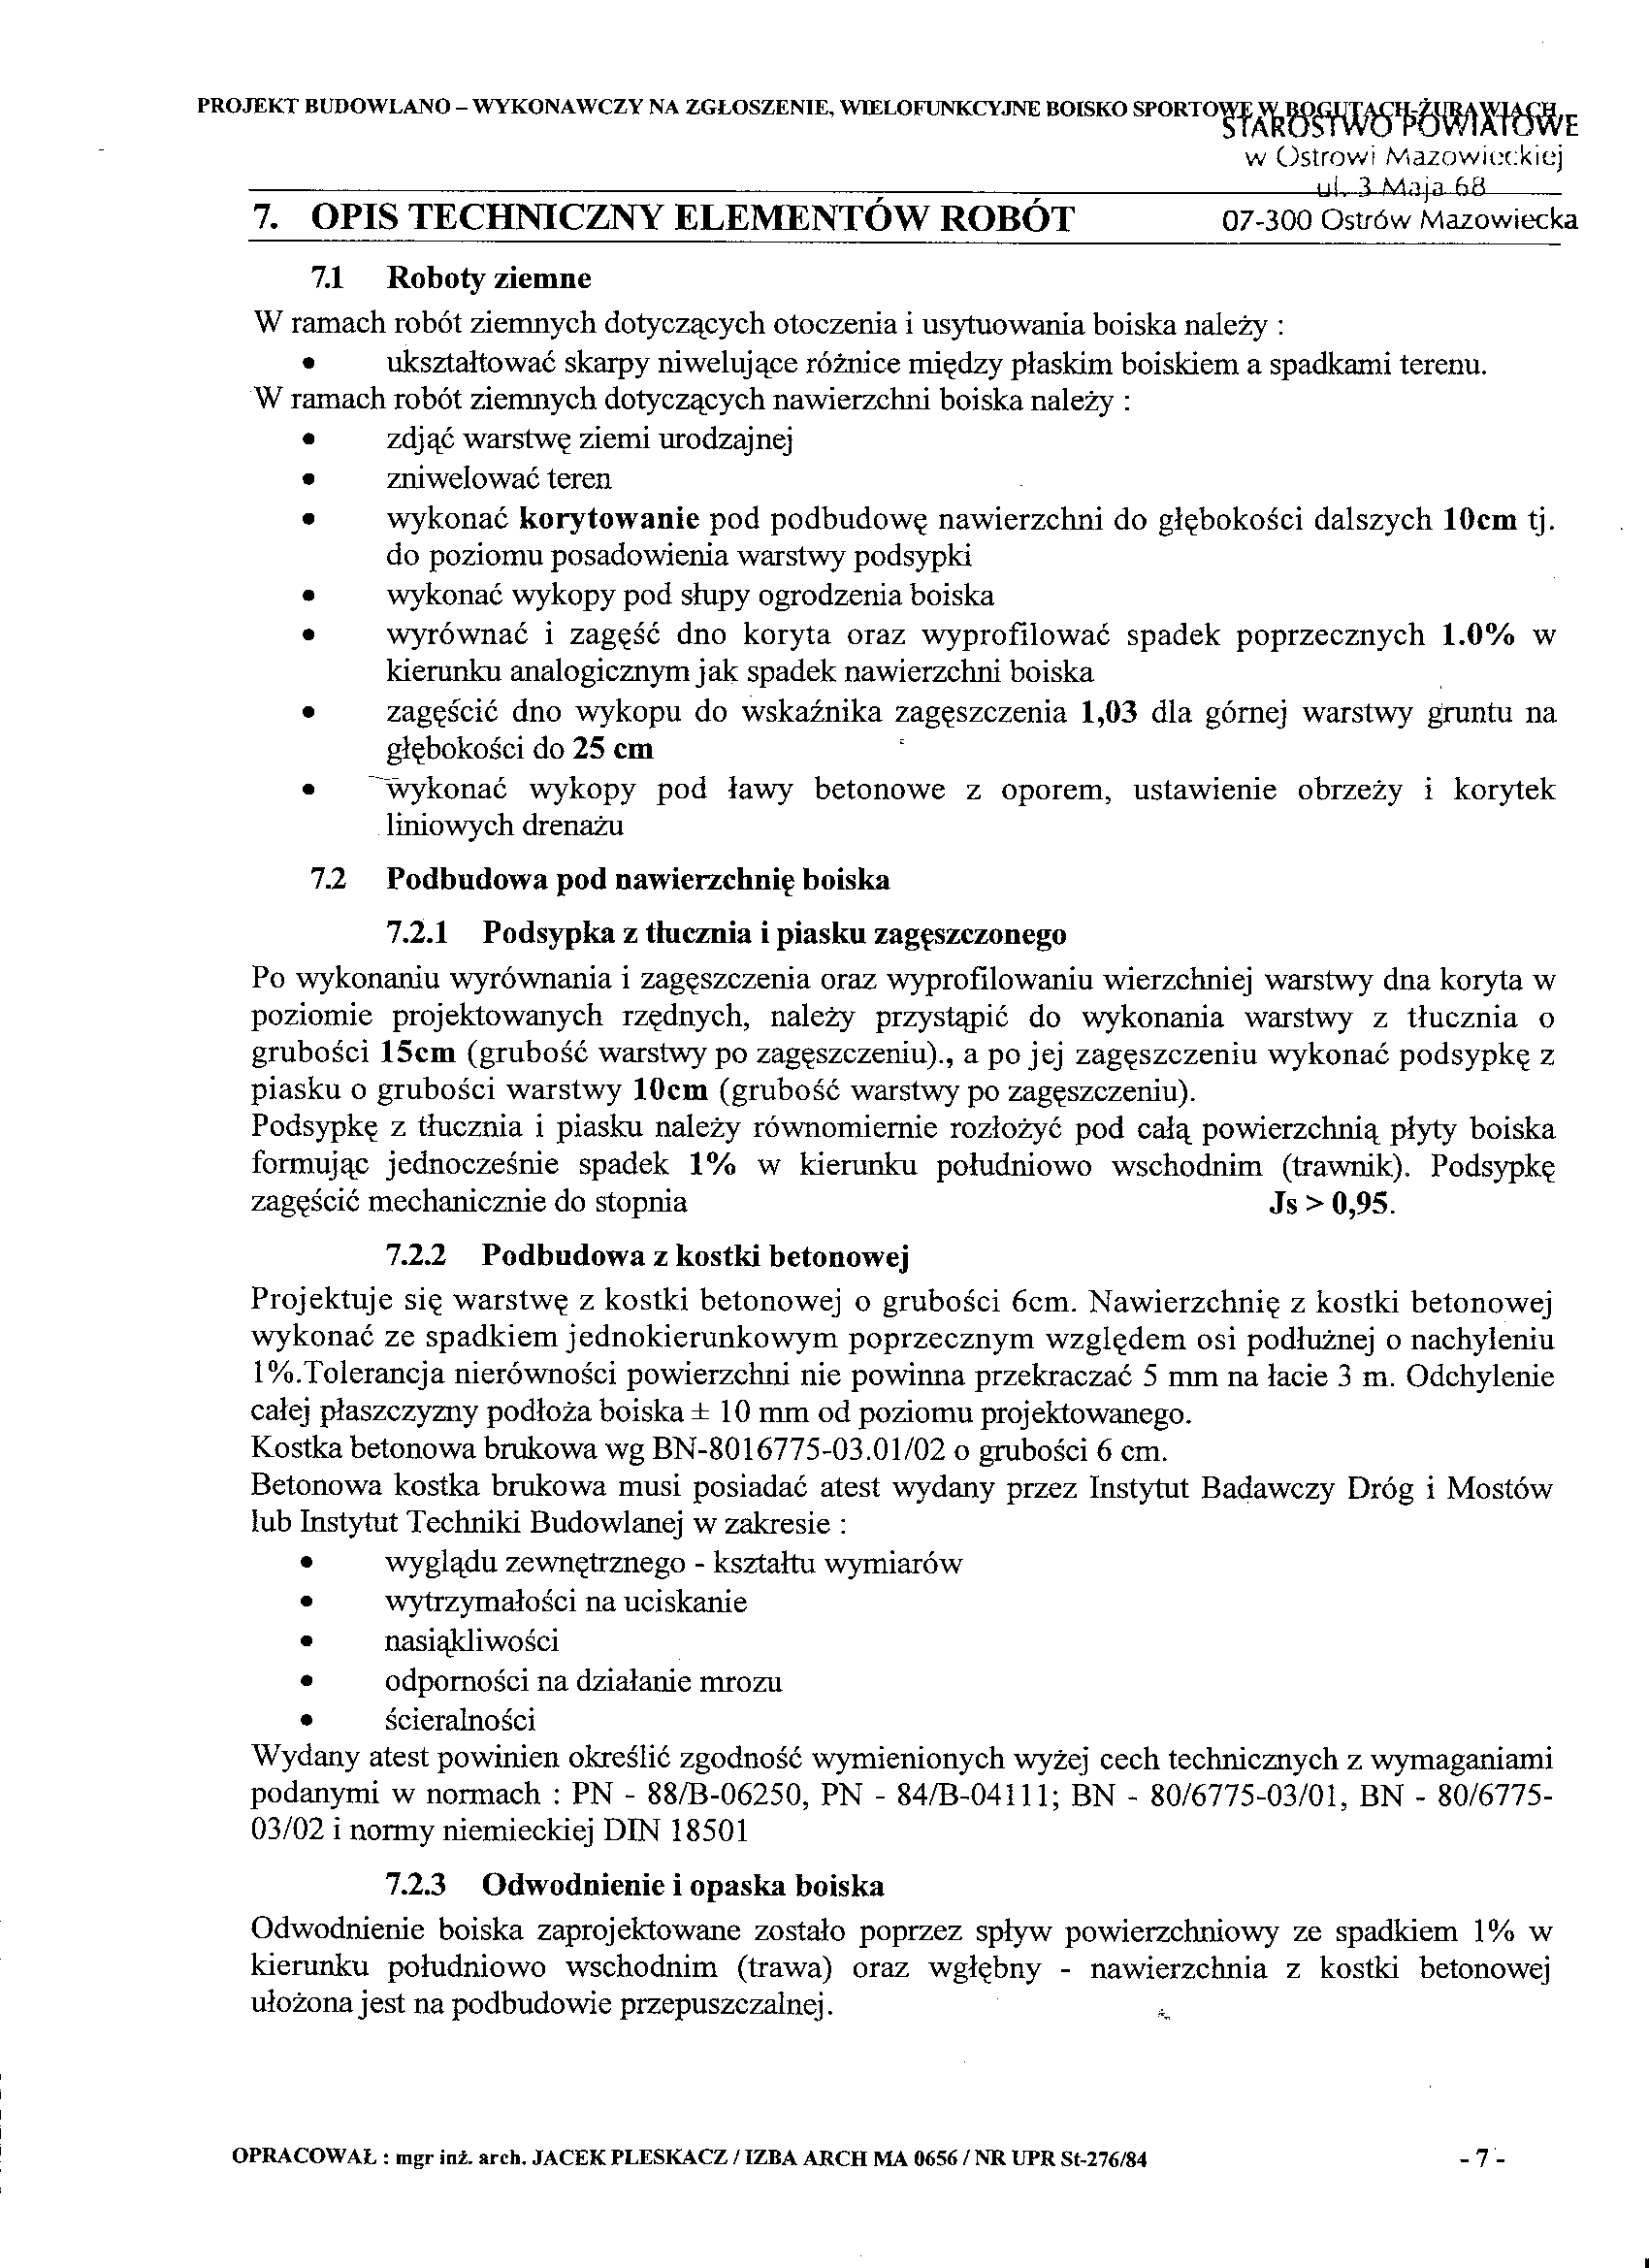 PROJEKT BUDOWLANO – WYKONAWCZY NA ZGŁOSZENIE, WIELOFUNKCYJNE BOISKO SPORTOWE W BOGUTACH-ŻURAWIACH
STAROSTWO POWIATOWE
w Ostrowi Mazowieckiej
ul. 3 Maja 68
7. OPIS TECHNICZNY ELEMENTÓW ROBÓT
07-300 Ostrów Mazowiecka
7.1 Roboty ziemne
W ramach robót ziemnych dotyczących otoczenia i usytuowania boiska należy :
• ukształtować skarpy niwelujące różnice między płaskim boiskiem a spadkami terenu.
W ramach robót ziemnych dotyczących nawierzchni boiska należy :
• zdjąć warstwę ziemi urodzajnej
• zniwelować teren
• wykonać korytowanie pod podbudowę nawierzchni do głębokości dalszych 10cm tj.
do poziomu posadowienia warstwy podsypki
• wykonać wykopy pod słupy ogrodzenia boiska
• wyrównać i zagęść dno koryta oraz wyprofilować spadek poprzecznych 1.0% w
kierunku analogicznym jak spadek nawierzchni boiska
• zagęścić dno wykopu do wskaźnika zagęszczenia 1,03 dla górnej warstwy gruntu na
głębokości do 25 cm
• wykonać wykopy pod ławy betonowe z oporem, ustawienie obrzeży i korytek
liniowych drenażu
7.2 Podbudowa pod nawierzchnię boiska
7.2.1 Podsypka z tłucznia i piasku zagęszczonego
Po wykonaniu wyrównania i zagęszczenia oraz wyprofilowaniu wierzchniej warstwy dna koryta w
poziomie projektowanych rzędnych, należy przystąpić do wykonania warstwy z tłucznia o
grubości 15cm (grubość warstwy po zagęszczeniu)., a po jej zagęszczeniu wykonać podsypkę z
piasku o grubości warstwy 10cm (grubość warstwy po zagęszczeniu).
Podsypkę z tłucznia i piasku należy równomiernie rozłożyć pod całą powierzchnią płyty boiska
formując jednocześnie spadek 1% w kierunku południowo wschodnim (trawnik). Podsypkę
zagęścić mechanicznie do stopnia Js > 0,95.
7.2.2 Podbudowa z kostki betonowej
Projektuje się warstwę z kostki betonowej o grubości 6cm. Nawierzchnię z kostki betonowej
wykonać ze spadkiem jednokierunkowym poprzecznym względem osi podłużnej o nachyleniu
1%.Tolerancja nierówności powierzchni nie powinna przekraczać 5 mm na łacie 3 m. Odchylenie
całej płaszczyzny podłoża boiska ± 10 mm od poziomu projektowanego.
Kostka betonowa brukowa wg BN-8016775-03.01/02 o grubości 6 cm.
Betonowa kostka brukowa musi posiadać atest wydany przez Instytut Badawczy Dróg i Mostów
lub Instytut Techniki Budowlanej w zakresie :
• wyglądu zewnętrznego - kształtu wymiarów
• wytrzymałości na uciskanie
• nasiąkliwości
• odporności na działanie mrozu
• ścieralności
Wydany atest powinien określić zgodność wymienionych wyżej cech technicznych z wymaganiami
podanymi w normach : PN - 88/B-06250, PN - 84/B-04111; BN - 80/6775-03/01, BN - 80/6775-
03/02 i normy niemieckiej DIN 18501
7.2.3 Odwodnienie i opaska boiska
Odwodnienie boiska zaprojektowane zostało poprzez spływ powierzchniowy ze spadkiem 1% w
kierunku południowo wschodnim (trawa) oraz wgłębny - nawierzchnia z kostki betonowej
ułożona jest na podbudowie przepuszczalnej.
OPRACOWAŁ : mgr inż. arch. JACEK PLESKACZ / IZBA ARCH MA 0656 / NR UPR St-276/84 - 7 -